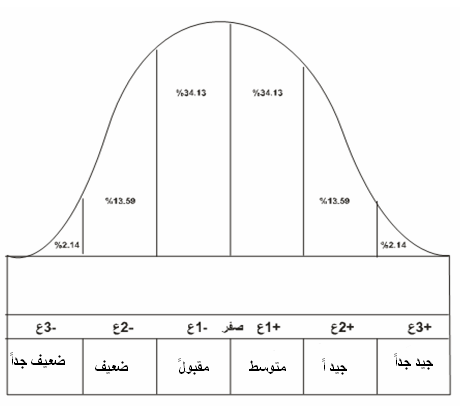 %34.13 %34.13
%13.59 %13.59
%2.14 %2.14
+3ع +2ع +1ع صفر -1ع -2ع -3ع
جيد جداً جيد اً متوسط مقبولً ضعيف ضعيف جداً